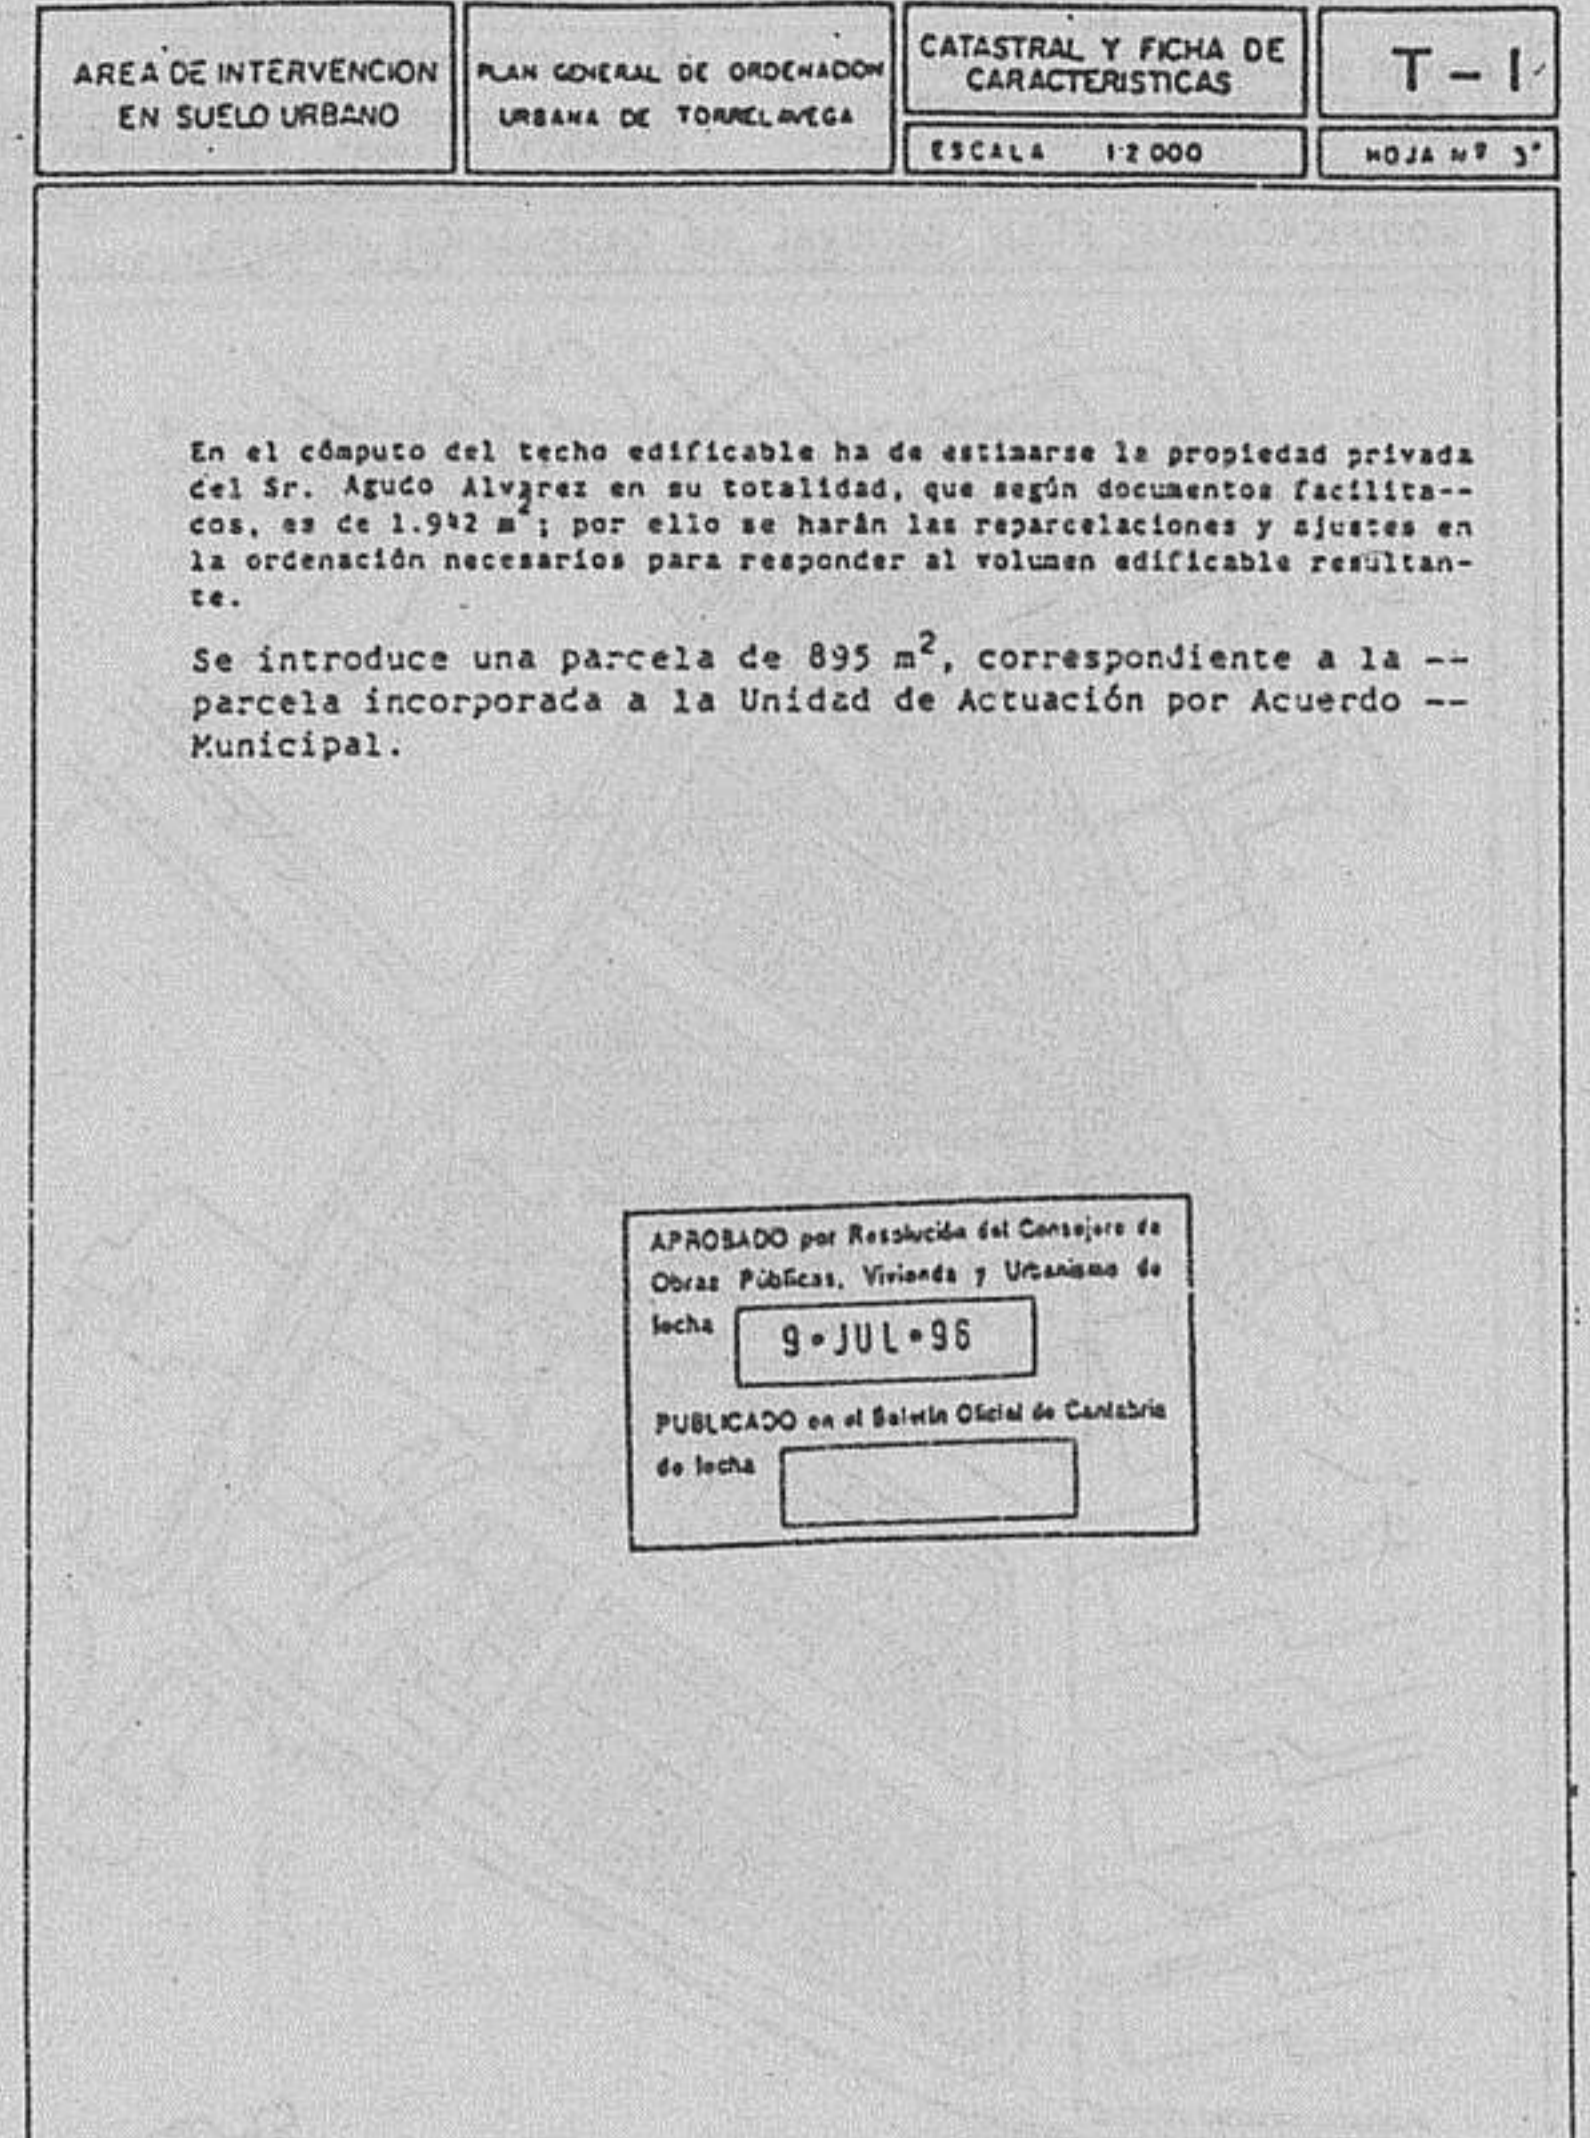 AREA DE INTERVENCION
EN SUELO URBANO
PLAN GENERAL DE ORDENACION
URBANA DE TORRELAVEGA
CATASTRAL Y FICHA DE
CARACTERISTICAS
ESCALA 1:2 000
T - I
HOJA Nº 3ª
En el cómputo del techo edificable ha de estimarse la propiedad privada
del Sr. Agudo Alvarez en su totalidad, que según documentos facilita--
dos, es de 1.942 m²; por ello se harán las reparcelaciones y ajustes en
la ordenación necesarios para responder al volumen edificable resultan-
te.
Se introduce una parcela de 895 m², correspondiente a la --
parcela incorporada a la Unidad de Actuación por Acuerdo --
Municipal.
APROBADO por Resolución del Consejero de
Obras Públicas, Vivienda y Urbanismo de
fecha 9•JUL•96
PUBLICADO en el Boletín Oficial de Cantabria
de fecha